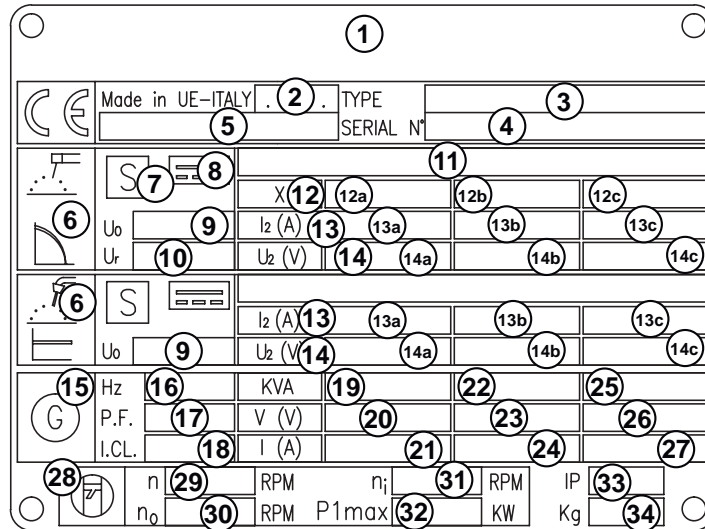 1
CE Made in UE-ITALY . 2 . TYPE 3
5 SERIAL N° 4
S 7 8 11
X 12 12a 12b 12c
6 Uo 9 I2 (A) 13 13a 13b 13c
Ur 10 U2 (V) 14 14a 14b 14c
6 S
I2 (A) 13 13a 13b 13c
Uo 9 U2 (V) 14 14a 14b 14c
15 Hz 16 KVA 19 22 25
G P.F. 17 V (V) 20 23 26
I.CL. 18 I (A) 21 24 27
28 n 29 RPM ni 31 RPM IP 33
no 30 RPM P1max 32 KW Kg 34